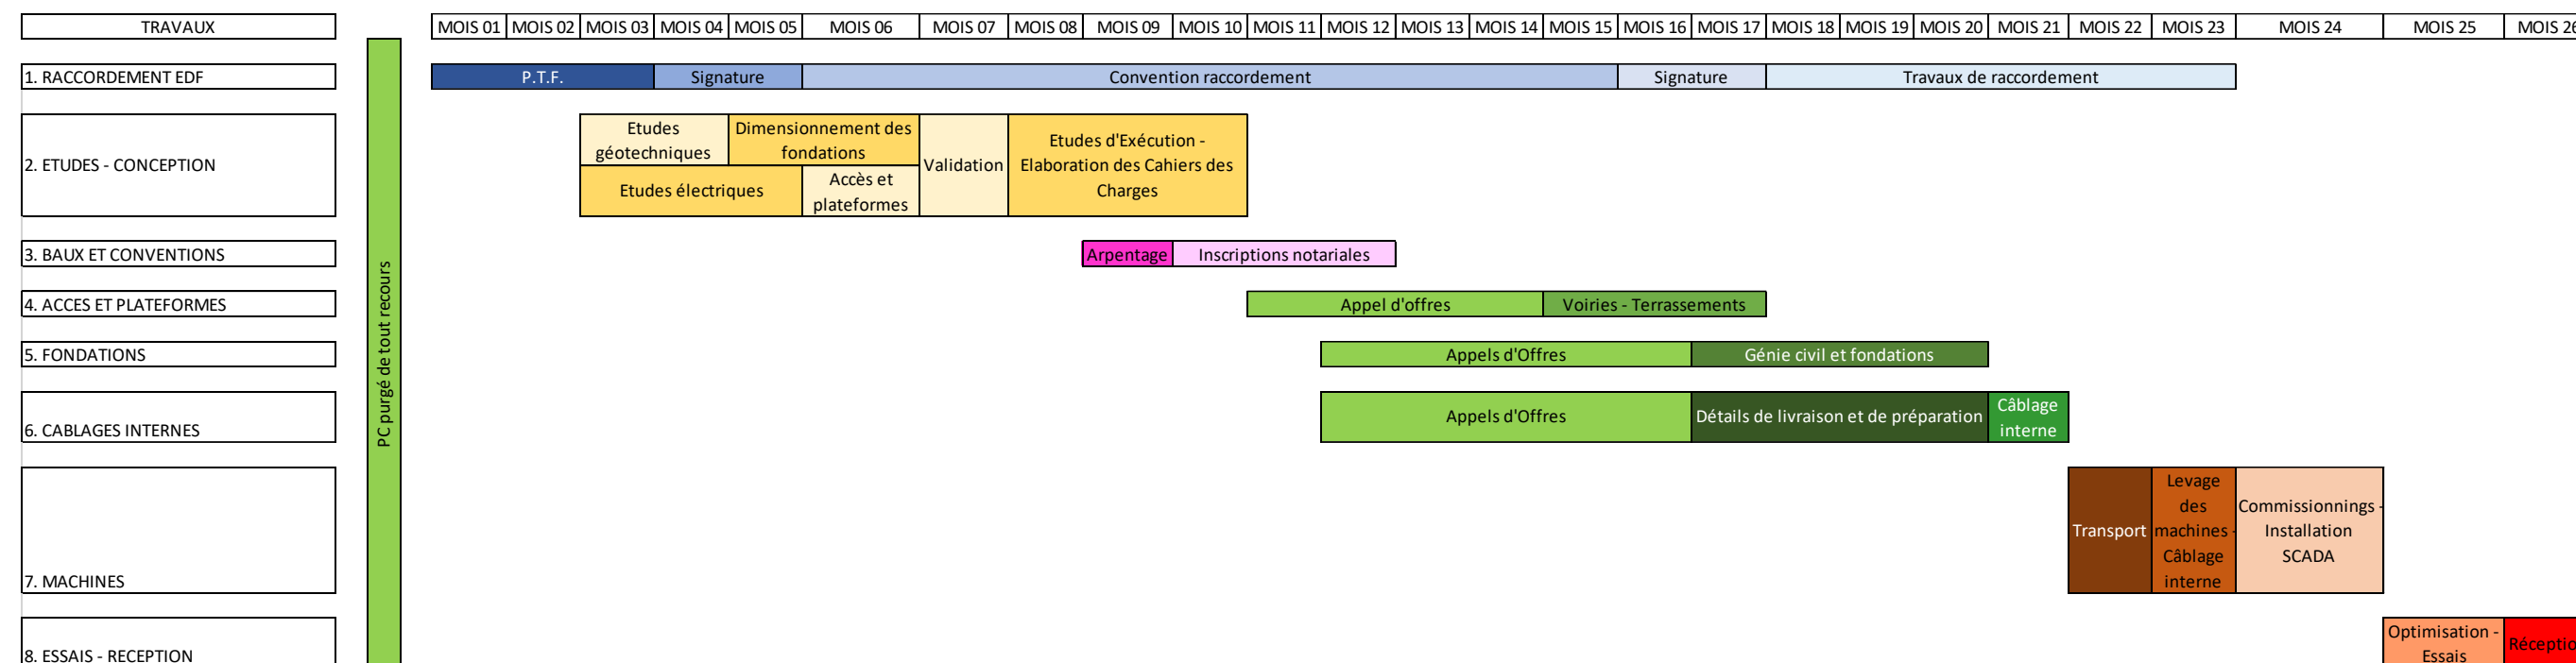 TRAVAUX
MOIS 01 MOIS 02 MOIS 03 MOIS 04 MOIS 05 MOIS 06 MOIS 07 MOIS 08 MOIS 09 MOIS 10 MOIS 11 MOIS 12 MOIS 13 MOIS 14 MOIS 15 MOIS 16 MOIS 17 MOIS 18 MOIS 19 MOIS 20 MOIS 21 MOIS 22 MOIS 23 MOIS 24 MOIS 25 MOIS 26
PC purgé de tout recours
1. RACCORDEMENT EDF
P.T.F.
Signature
Convention raccordement
Signature
Travaux de raccordement
2. ETUDES - CONCEPTION
Etudes
géotechniques
Dimensionnement des
fondations
Etudes électriques
Accès et
plateformes
Validation
Etudes d'Exécution -
Elaboration des Cahiers des
Charges
3. BAUX ET CONVENTIONS
Arpentage
Inscriptions notariales
4. ACCES ET PLATEFORMES
Appel d'offres
Voiries - Terrassements
5. FONDATIONS
Appels d'Offres
Génie civil et fondations
6. CABLAGES INTERNES
Appels d'Offres
Détails de livraison et de préparation
Câblage
interne
7. MACHINES
Transport
Levage
des
machines -
Câblage
interne
Commissionnings -
Installation
SCADA
8. ESSAIS - RECEPTION
Optimisation -
Essais
Réceptio